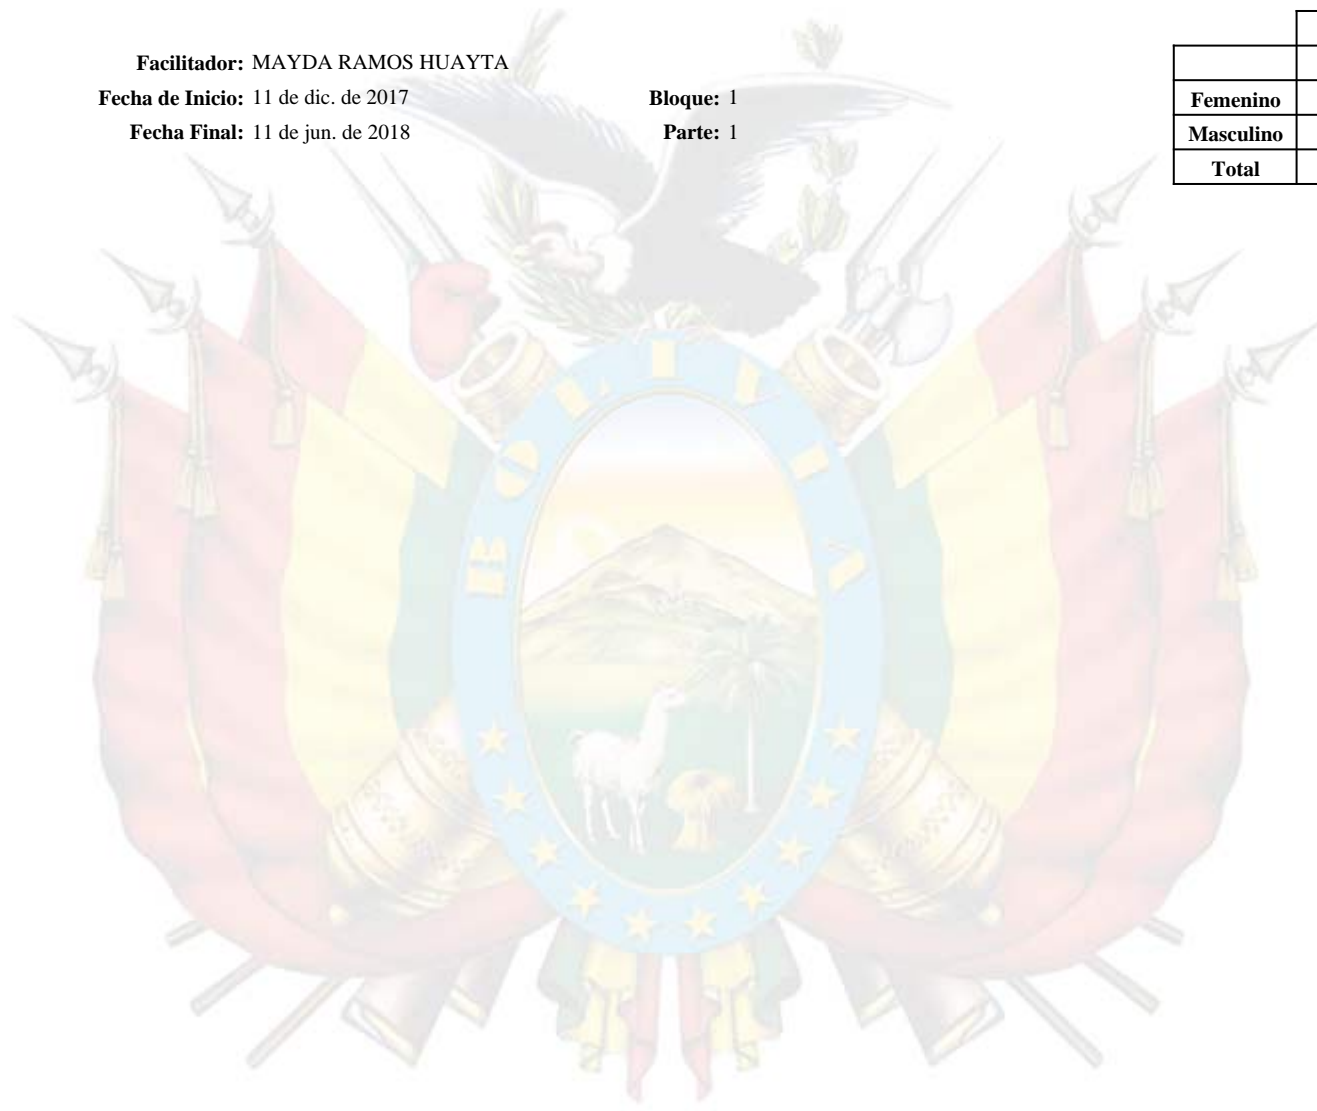 Facilitador: MAYDA RAMOS HUAYTA
Fecha de Inicio: 11 de dic. de 2017 Bloque: 1
Fecha Final: 11 de jun. de 2018 Parte: 1
Femenino
Masculino
Total
BOLIVIA